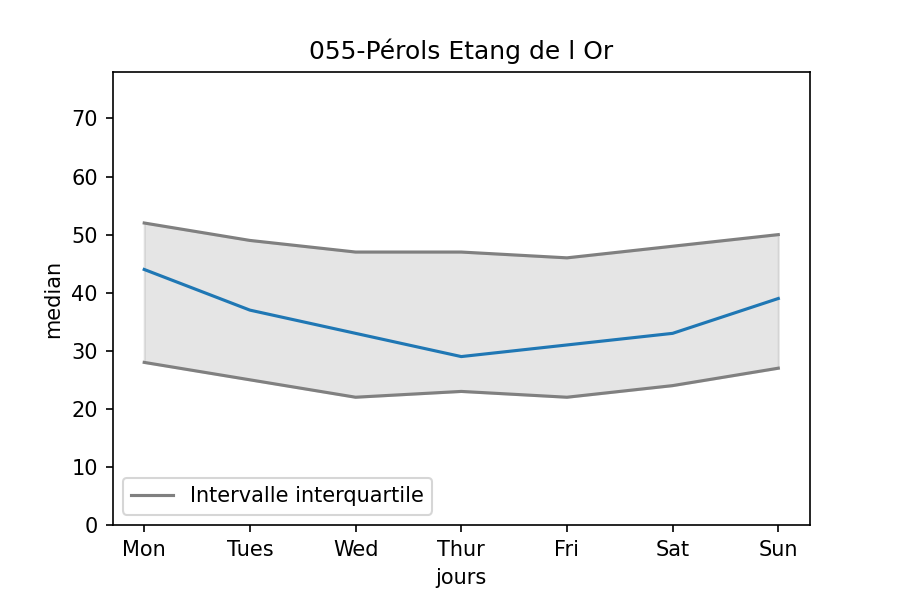 055-Pérols Etang de l Or
70
60
50
40
30
20
10
0
median
Intervalle interquartile
Mon Tues Wed Thur Fri Sat Sun
jours